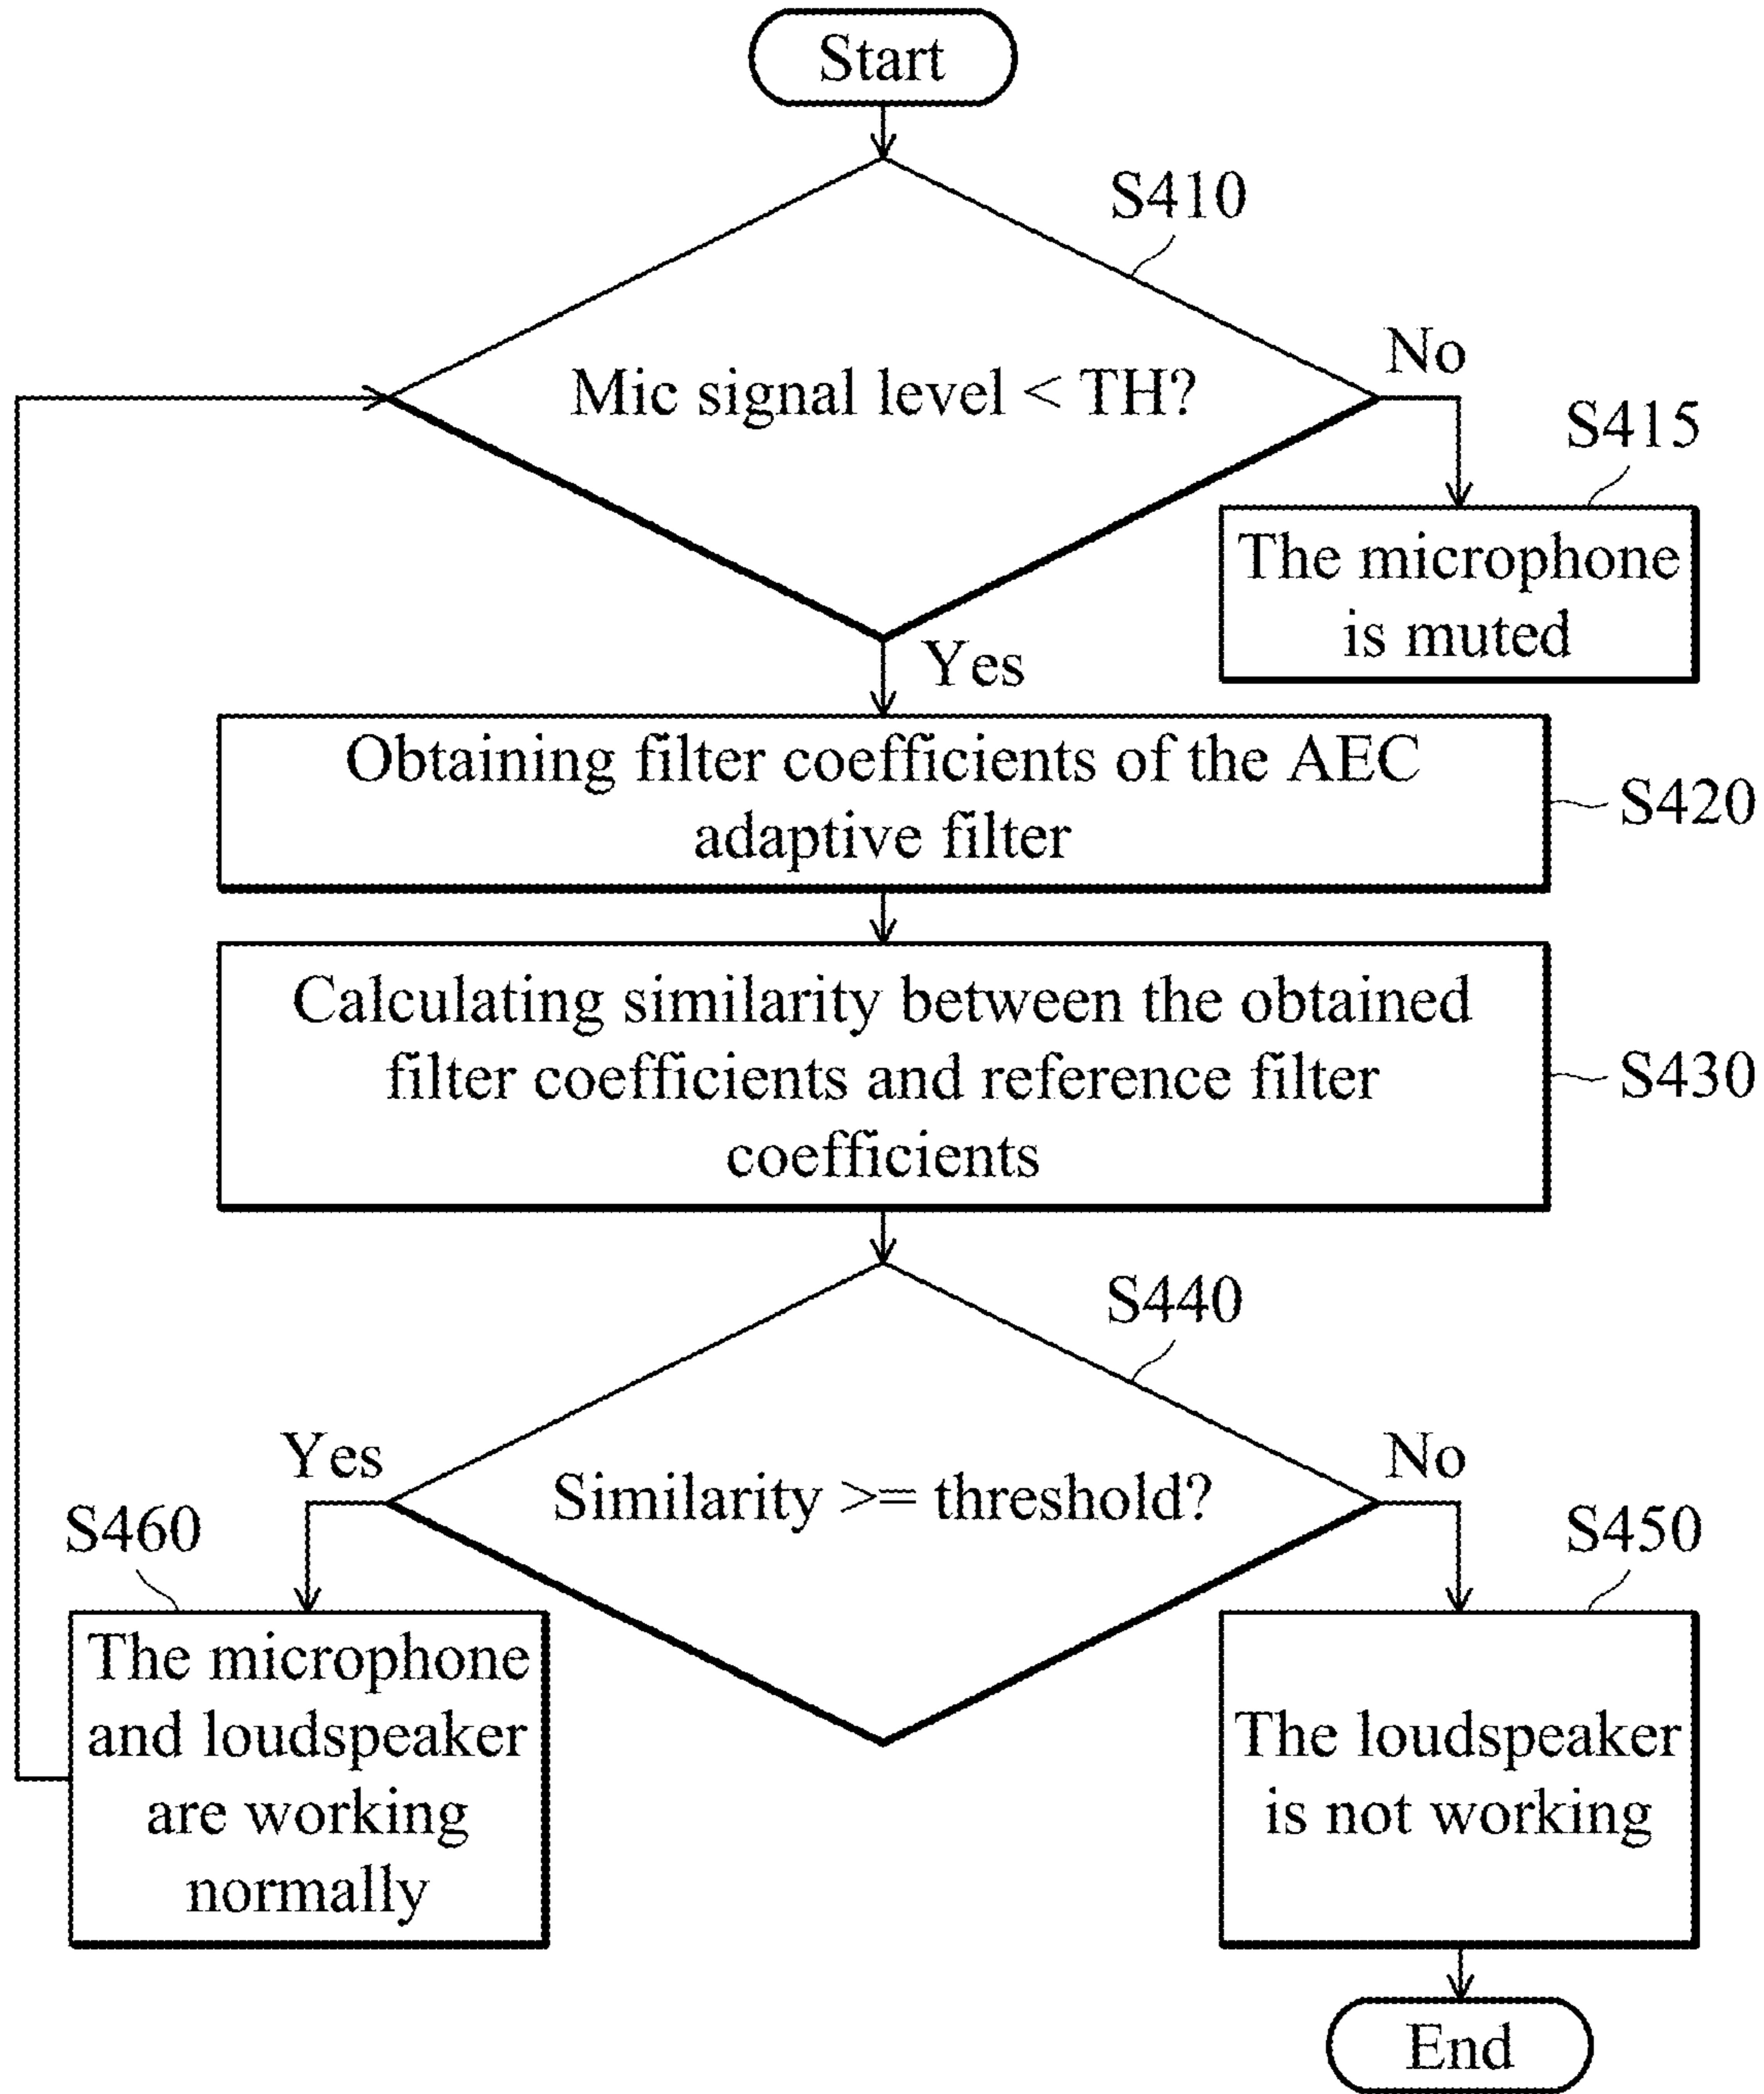 Start
S410
Mic signal level < TH?
No
S415
The microphone
is muted
Yes
Obtaining filter coefficients of the AEC
adaptive filter
S420
Calculating similarity between the obtained
filter coefficients and reference filter
coefficients
S430
S440
Similarity >= threshold?
Yes
No
S460
The microphone
and loudspeaker
are working
normally
S450
The loudspeaker
is not working
End